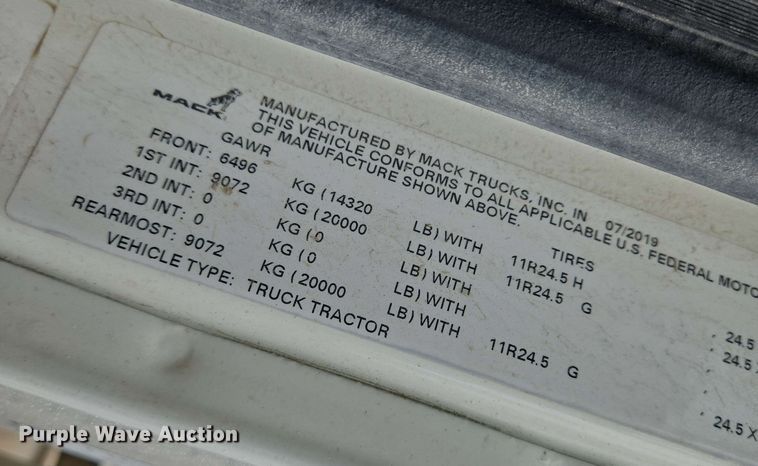 MACK
MANUFACTURED BY MACK TRUCKS, INC. IN 07/2019
THIS VEHICLE CONFORMS TO ALL APPLICABLE U.S. FEDERAL MOTO
OF MANUFACTURE SHOWN ABOVE.
GAWR TIRES
FRONT: 6496 KG (14320 LB) WITH 11R24.5 H , 24.5
1ST INT: 9072 KG (20000 LB) WITH 11R24.5 G , 24.5
2ND INT: 0 KG (0 LB) WITH ,
3RD INT: 0 KG (0 LB) WITH ,
REARMOST: 9072 KG (20000 LB) WITH 11R24.5 G , 24.5 X
VEHICLE TYPE: TRUCK TRACTOR
Purple Wave Auction